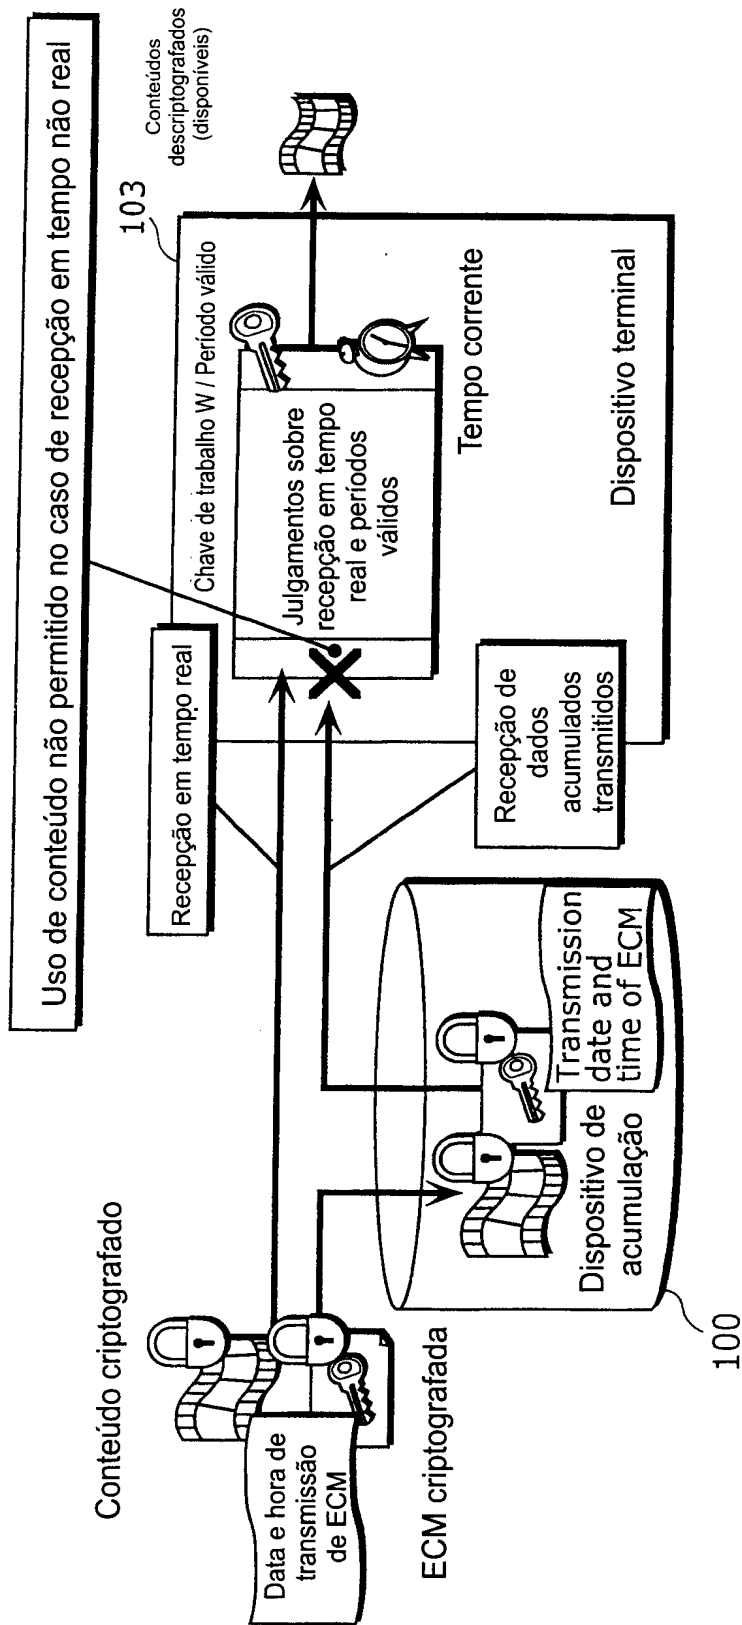 Uso de conteúdo não permitido no caso de recepção em tempo não real
Conteúdos
descriptografados
(disponíveis)
103
Chave de trabalho W / Período válido
Recepção em tempo real
Julgamentos sobre
recepção em tempo
real e períodos
válidos
Tempo corrente
Dispositivo terminal
Recepção de
dados
acumulados
transmitidos
Conteúdo criptografado
Data e hora de
transmissão
de ECM
ECM criptografada
Transmission
date and
time of ECM
Dispositivo de
acumulação
100